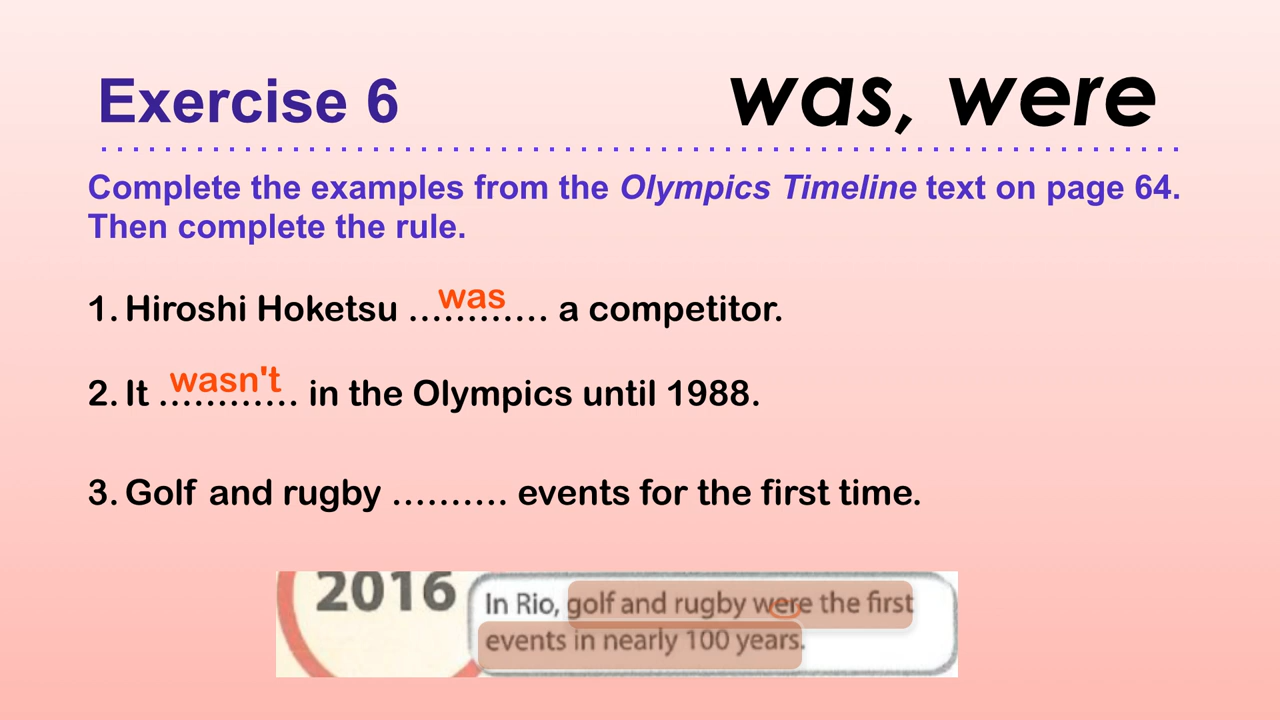 Exercise 6
was, were
Complete the examples from the Olympics Timeline text on page 64.
Then complete the rule.
1. Hiroshi Hoketsu ………… a competitor.
was
2. It ………… in the Olympics until 1988.
wasn't
3. Golf and rugby ………. events for the first time.
2016
In Rio, golf and rugby were the first
events in nearly 100 years.